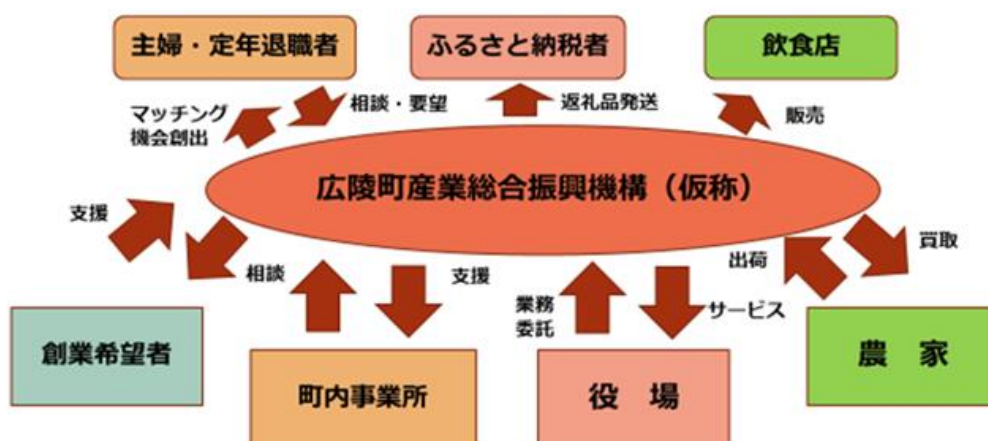 主婦・定年退職者
ふるさと納税者
飲食店
マッチング
機会創出
相談・要望
返礼品発送
販売
広陵町産業総合振興機構（仮称）
支援
相談
支援
業務
委託
サービス
出荷
買取
創業希望者
町内事業所
役　場
農　家